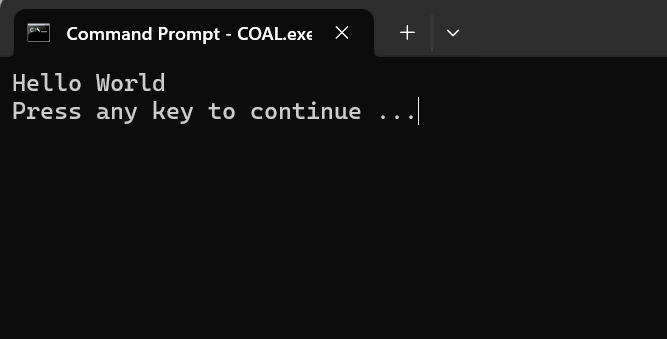 Command Prompt - COAL.exe
Hello World
Press any key to continue ...